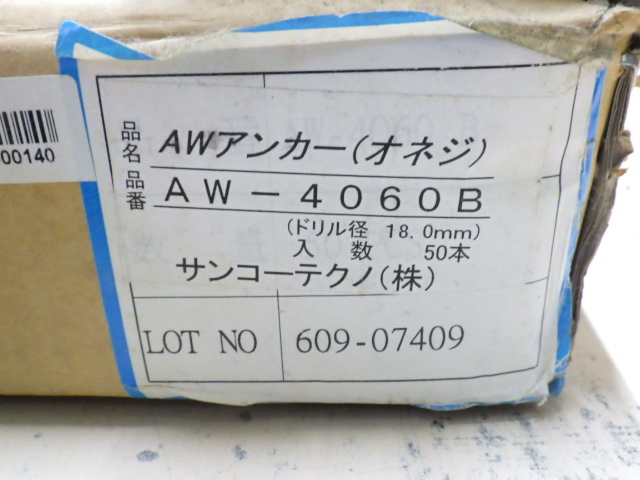 00140
品名 AWアンカー(オネジ)
品番 AW-4060B
(ドリル径 18.0mm)
入数 50本
サンコーテクノ(株)
LOT NO 609-07409